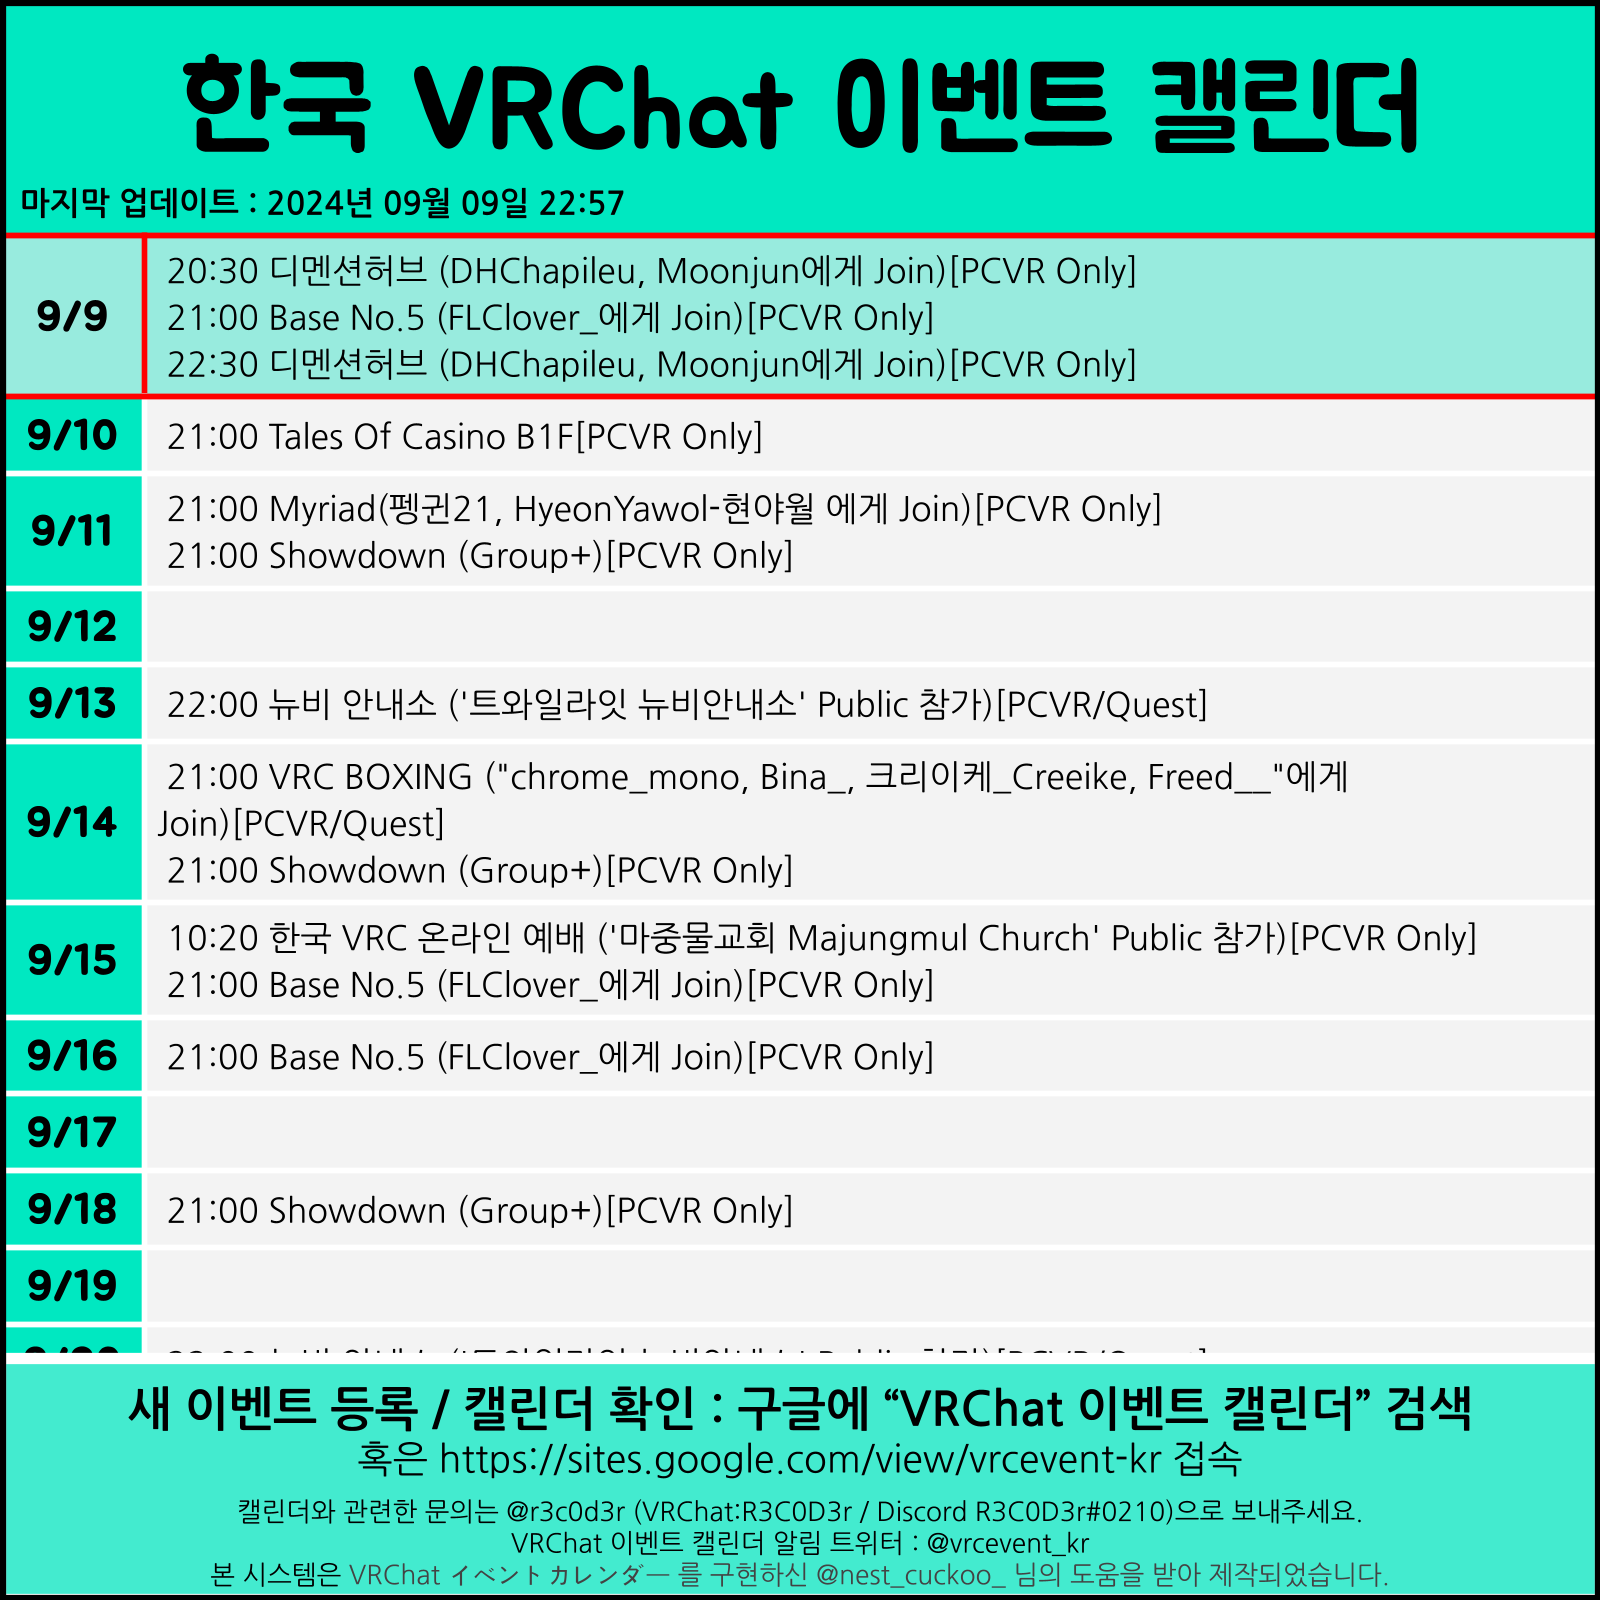 한국 VRChat 이벤트 캘린더
마지막 업데이트 : 2024년 09월 09일 22:57
9/9
20:30 디멘션허브 (DHChapileu, Moonjun에게 Join)[PCVR Only]
21:00 Base No.5 (FLClover_에게 Join)[PCVR Only]
22:30 디멘션허브 (DHChapileu, Moonjun에게 Join)[PCVR Only]
9/10
21:00 Tales Of Casino B1F[PCVR Only]
9/11
21:00 Myriad(펭귄21, HyeonYawol-현야월 에게 Join)[PCVR Only]
21:00 Showdown (Group+)[PCVR Only]
9/12
9/13
22:00 뉴비 안내소 ('트와일라잇 뉴비안내소' Public 참가)[PCVR/Quest]
9/14
21:00 VRC BOXING ("chrome_mono, Bina_, 크리이케_Creeike, Freed__"에게
Join)[PCVR/Quest]
21:00 Showdown (Group+)[PCVR Only]
9/15
10:20 한국 VRC 온라인 예배 ('마중물교회 Majungmul Church' Public 참가)[PCVR Only]
21:00 Base No.5 (FLClover_에게 Join)[PCVR Only]
9/16
21:00 Base No.5 (FLClover_에게 Join)[PCVR Only]
9/17
9/18
21:00 Showdown (Group+)[PCVR Only]
9/19
새 이벤트 등록 / 캘린더 확인 : 구글에 “VRChat 이벤트 캘린더” 검색
혹은 https://sites.google.com/view/vrcevent-kr 접속
캘린더와 관련한 문의는 @r3c0d3r (VRChat:R3C0D3r / Discord R3C0D3r#0210)으로 보내주세요.
VRChat 이벤트 캘린더 알림 트위터 : @vrcevent_kr
본 시스템은 VRChat イベントカレンダー 를 구현하신 @nest_cuckoo_ 님의 도움을 받아 제작되었습니다.